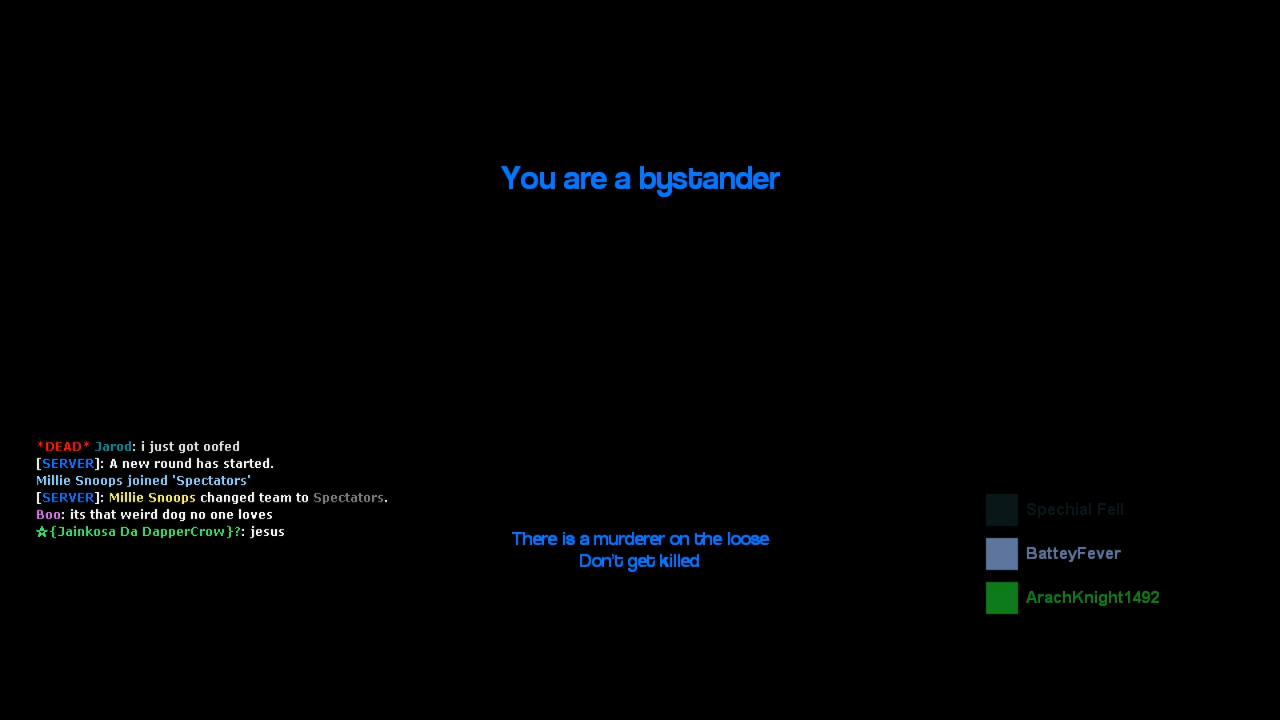 You are a bystander
*DEAD* Jarod: i just got oofed
[SERVER]: A new round has started.
Millie Snoops joined 'Spectators'
[SERVER]: Millie Snoops changed team to Spectators.
Boo: its that weird dog no one loves
☆{Jainkosa Da DapperCrow}?: jesus
There is a murderer on the loose
Don't get killed
Spechial Fell
BatteyFever
ArachKnight1492